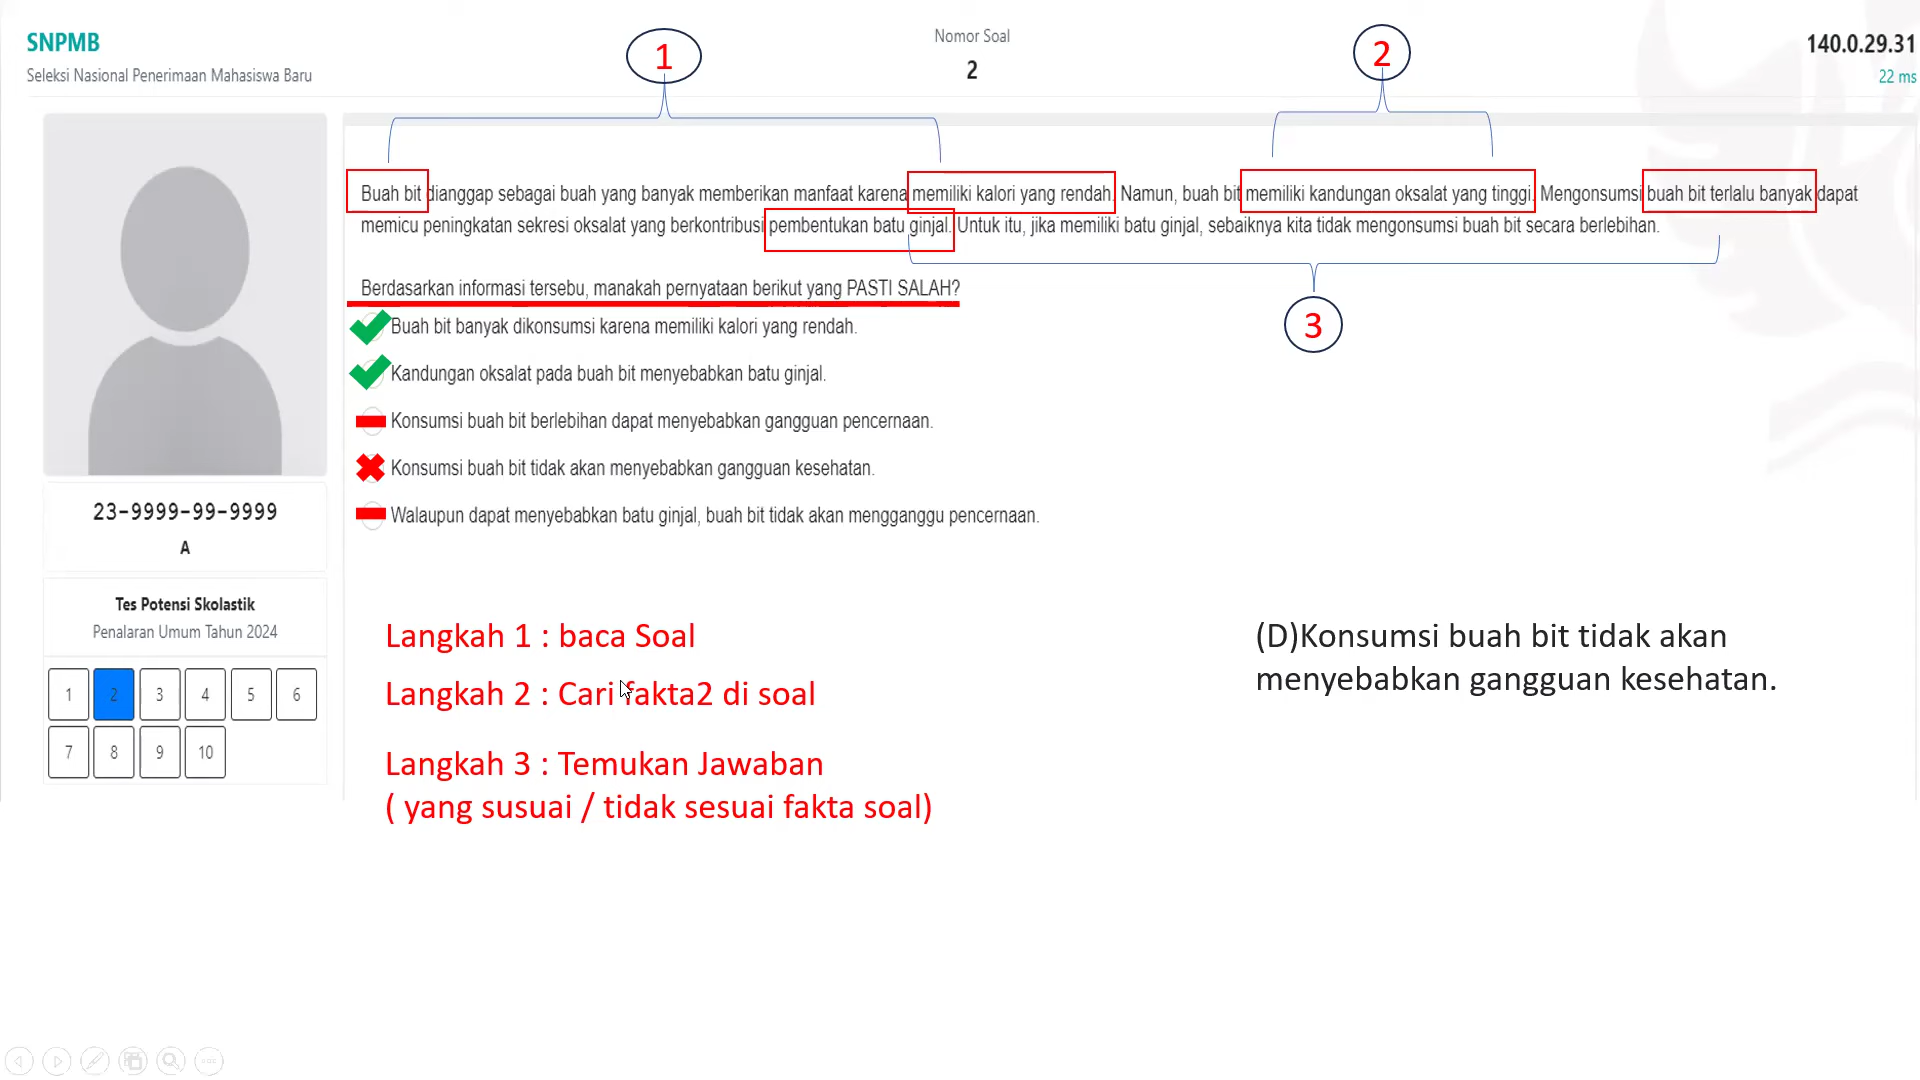 SNPMB
Seleksi Nasional Penerimaan Mahasiswa Baru
1
Nomor Soal
2
2
140.0.29.31
22 ms
Buah bit dianggap sebagai buah yang banyak memberikan manfaat karena memiliki kalori yang rendah. Namun, buah bit memiliki kandungan oksalat yang tinggi. Mengonsumsi buah bit terlalu banyak dapat
memicu peningkatan sekresi oksalat yang berkontribusi pembentukan batu ginjal. Untuk itu, jika memiliki batu ginjal, sebaiknya kita tidak mengonsumsi buah bit secara berlebihan.
3
Berdasarkan informasi tersebut, manakah pernyataan berikut yang PASTI SALAH?
Buah bit banyak dikonsumsi karena memiliki kalori yang rendah.
Kandungan oksalat pada buah bit menyebabkan batu ginjal.
Konsumsi buah bit berlebihan dapat menyebabkan gangguan pencernaan.
Konsumsi buah bit tidak akan menyebabkan gangguan kesehatan.
Walaupun dapat menyebabkan batu ginjal, buah bit tidak akan mengganggu pencernaan.
23-9999-99-9999
A
Tes Potensi Skolastik
Penalaran Umum Tahun 2024
1 2 3 4 5 6
7 8 9 10
Langkah 1 : baca Soal
Langkah 2 : Cari fakta2 di soal
Langkah 3 : Temukan Jawaban
( yang susuai / tidak sesuai fakta soal)
(D)Konsumsi buah bit tidak akan
menyebabkan gangguan kesehatan.